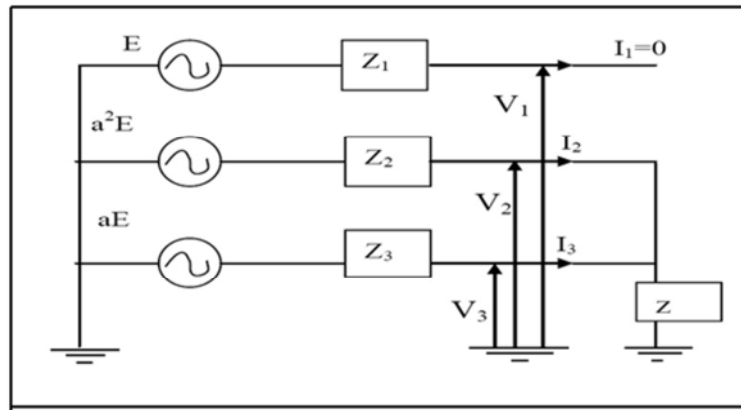 E
Z₁
I₁=0
V₁
a²E
Z₂
I₂
V₂
aE
Z₃
I₃
V₃
Z